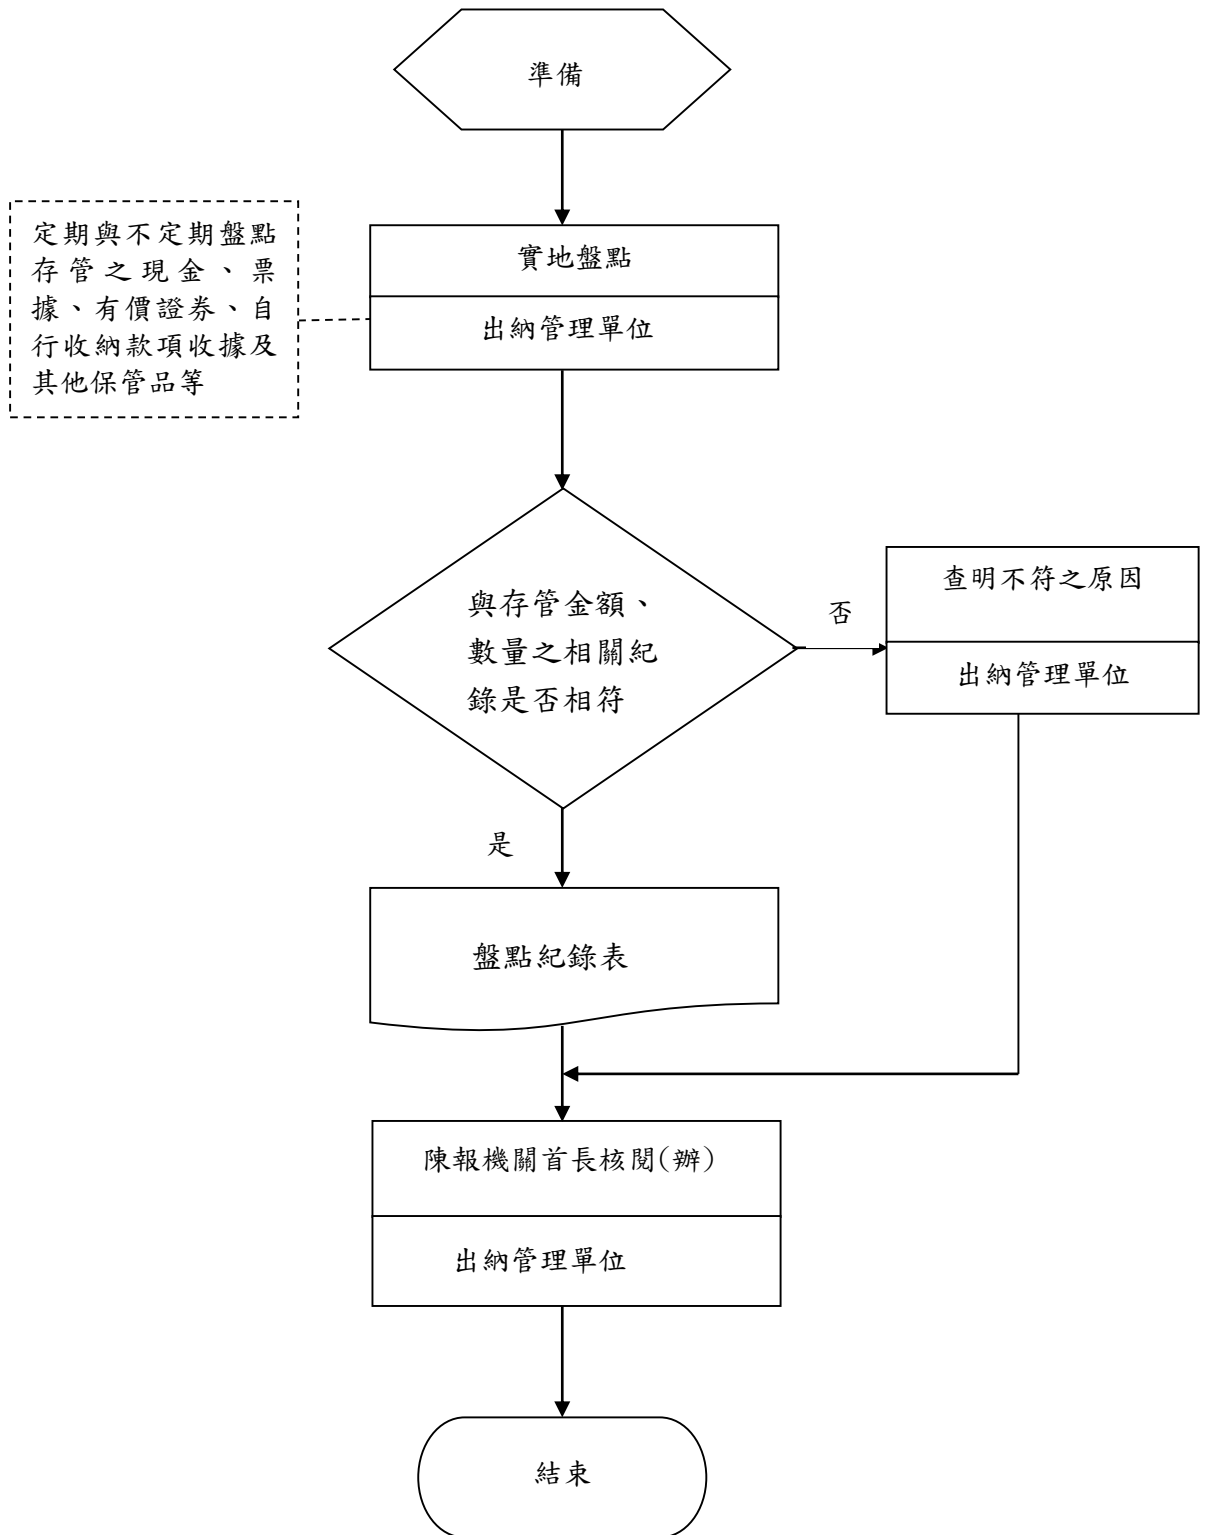 準備
定期與不定期盤點
存管之現金、票
據、有價證券、自
行收納款項收據及
其他保管品等
實地盤點
出納管理單位
與存管金額、
數量之相關紀
錄是否相符
否
查明不符之原因
出納管理單位
是
盤點紀錄表
陳報機關首長核閱(辦)
出納管理單位
結束